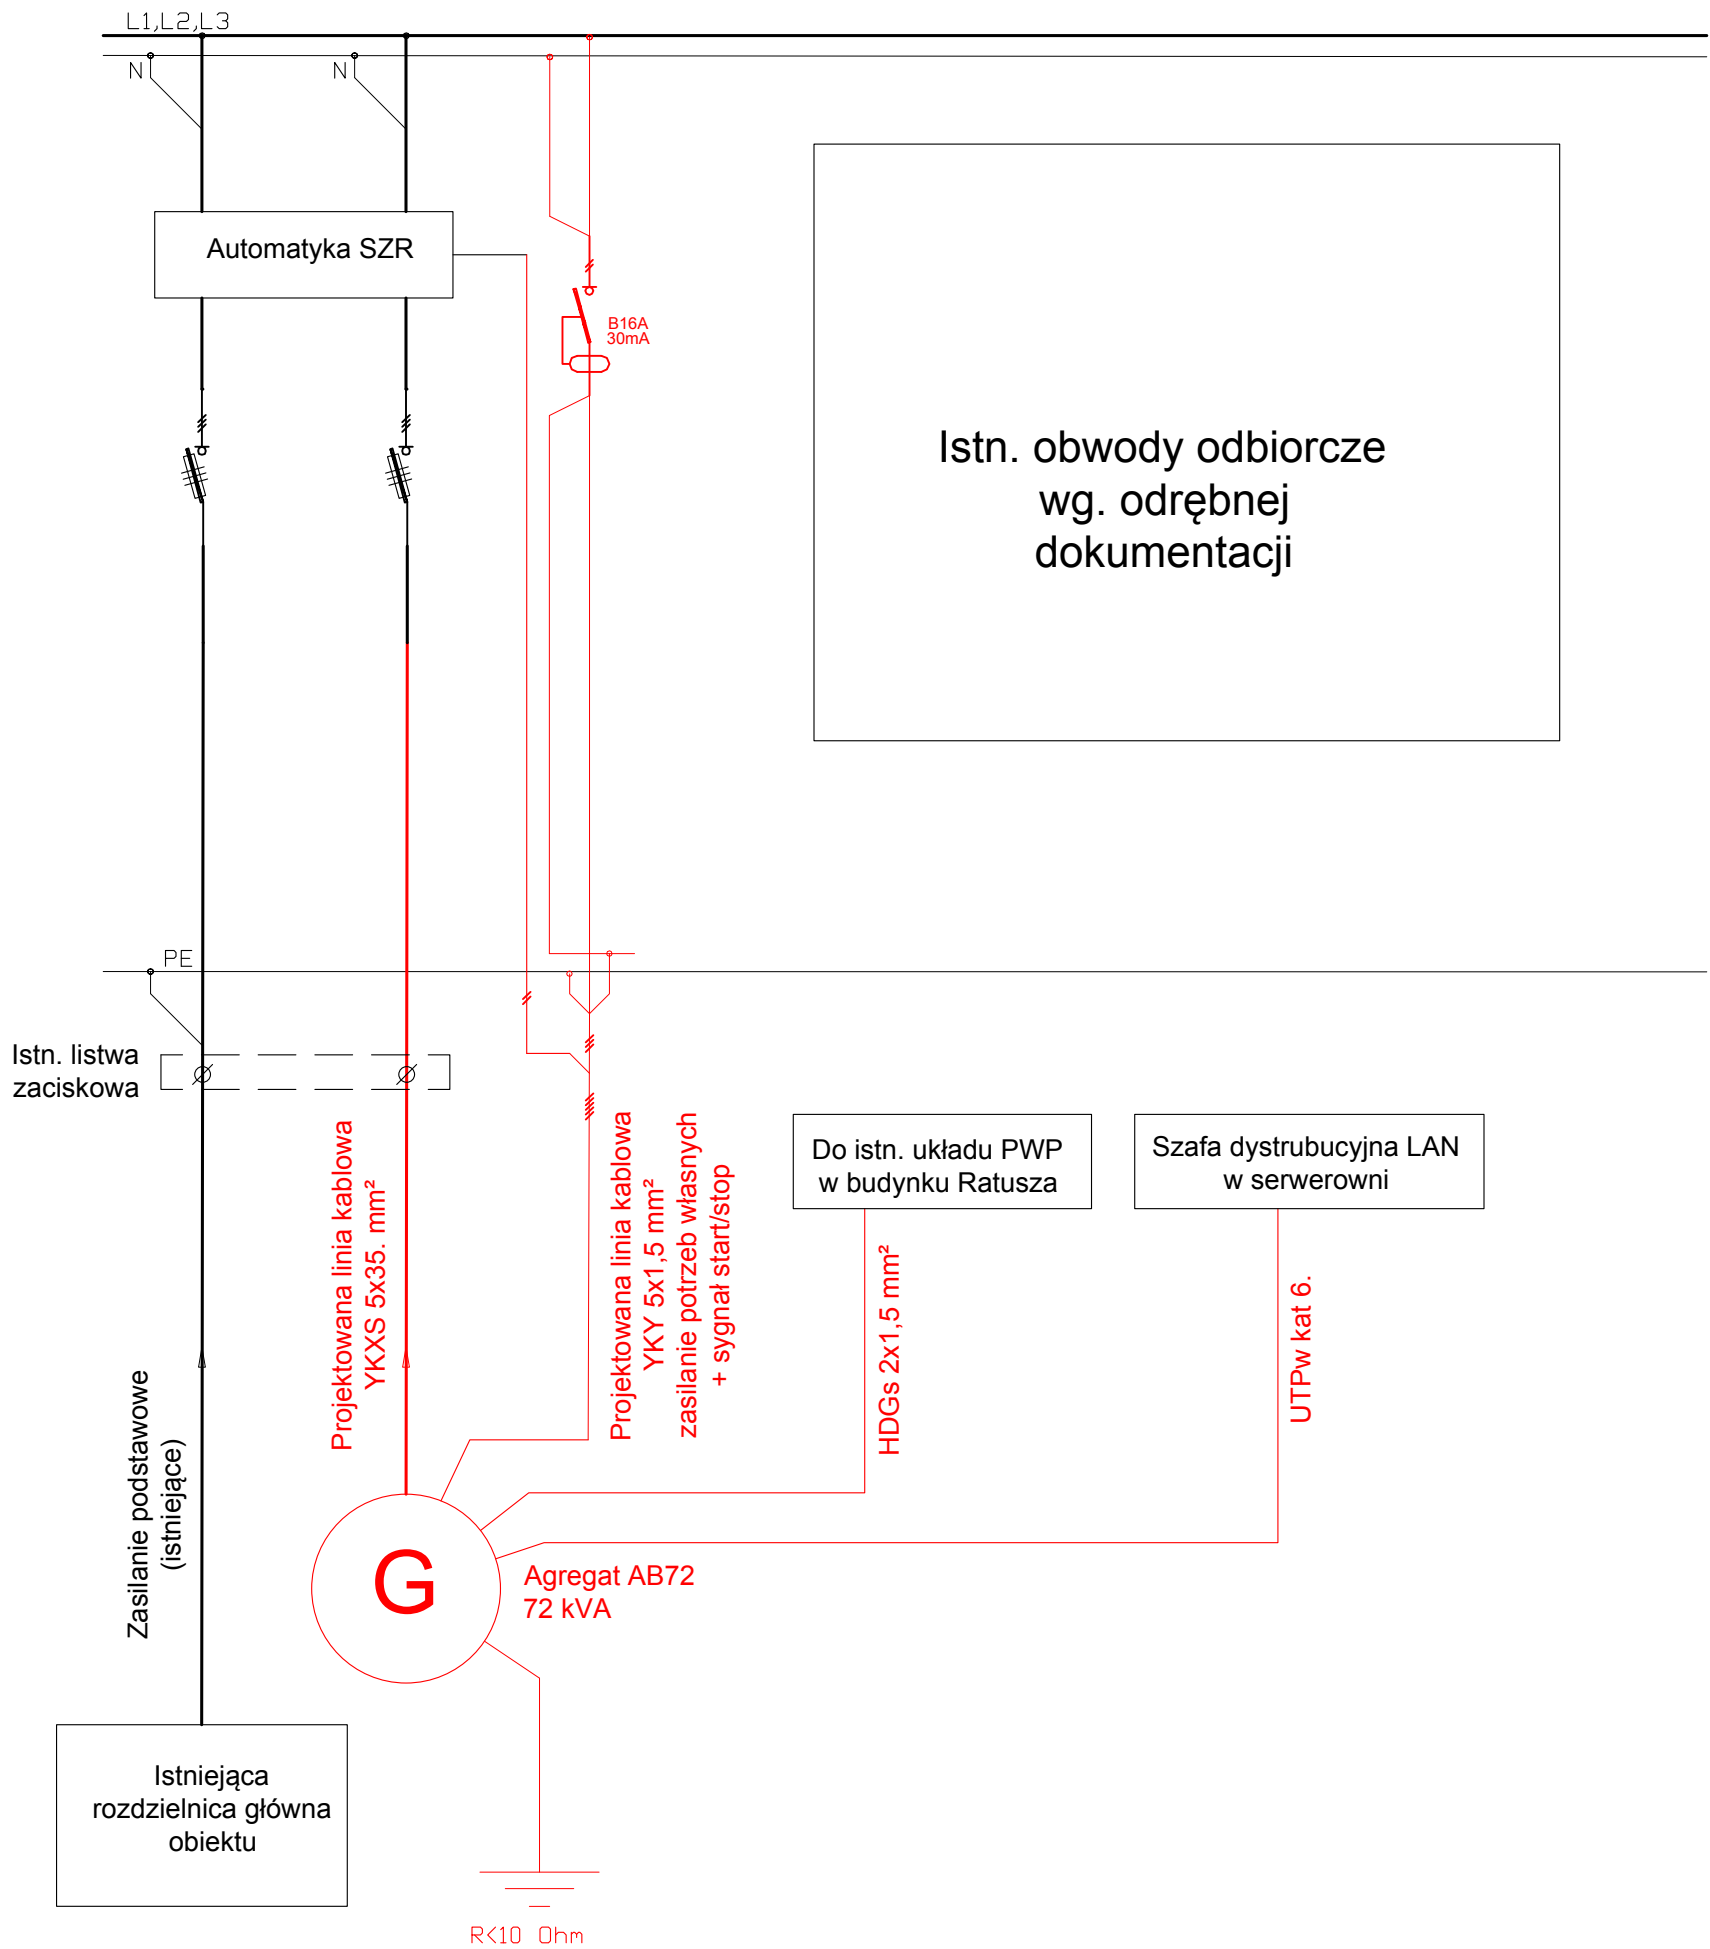 L1,L2,L3
N
N
Automatyka SZR
B16A
30mA
Istn. obwody odbiorcze
wg. odrębnej
dokumentacji
PE
Istn. listwa
zaciskowa
Projektowana linia kablowa
YKXS 5x35. mm²
Projektowana linia kablowa
YKY 5x1,5 mm²
zasilanie potrzeb własnych
+ sygnał start/stop
Do istn. układu PWP
w budynku Ratusza
Szafa dystrubucyjna LAN
w serwerowni
HDGs 2x1,5 mm²
UTPw kat 6.
Zasilanie podstawowe
(istniejące)
G
Agregat AB72
72 kVA
Istniejąca
rozdzielnica główna
obiektu
R<10 Ohm